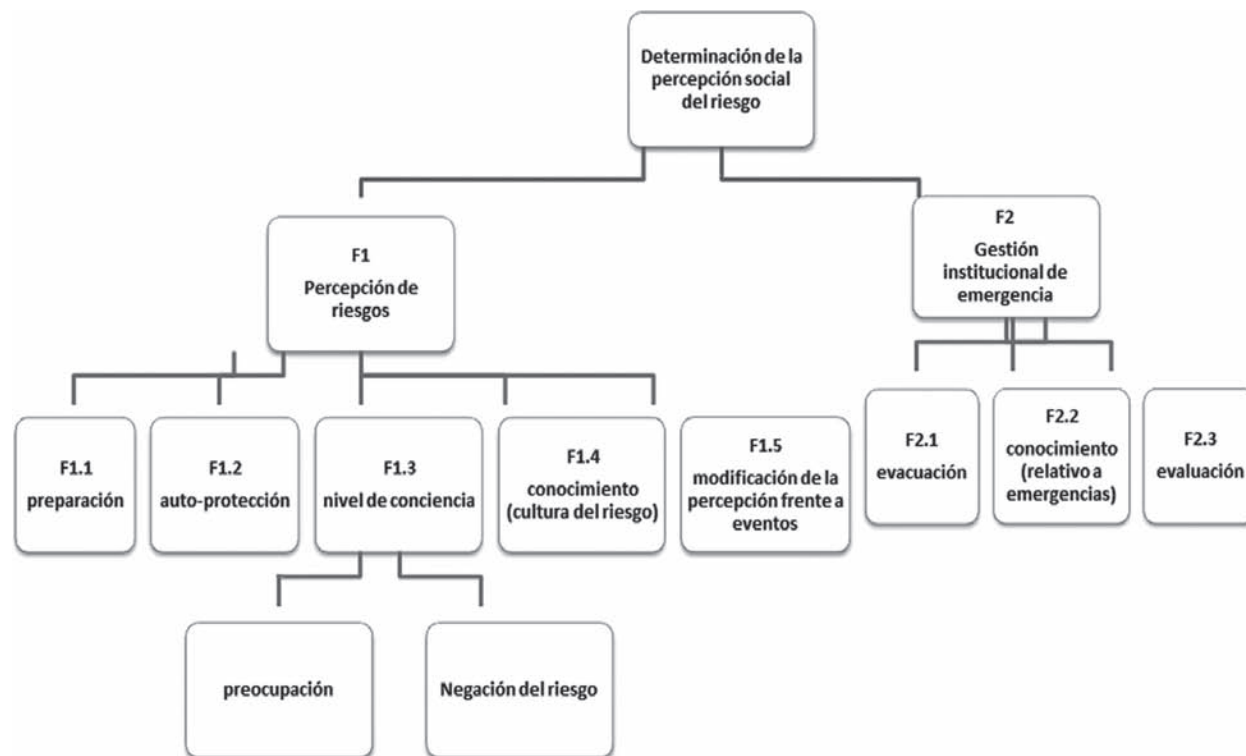 Determinación de la
percepción social
del riesgo
F1
Percepción de
riesgos
F2
Gestión
institucional de
emergencia
F1.1
preparación
F1.2
auto-protección
F1.3
nivel de conciencia
F1.4
conocimiento
(cultura del riesgo)
F1.5
modificación de la
percepción frente a
eventos
F2.1
evacuación
F2.2
conocimiento
(relativo a
emergencias)
F2.3
evaluación
preocupación
Negación del riesgo